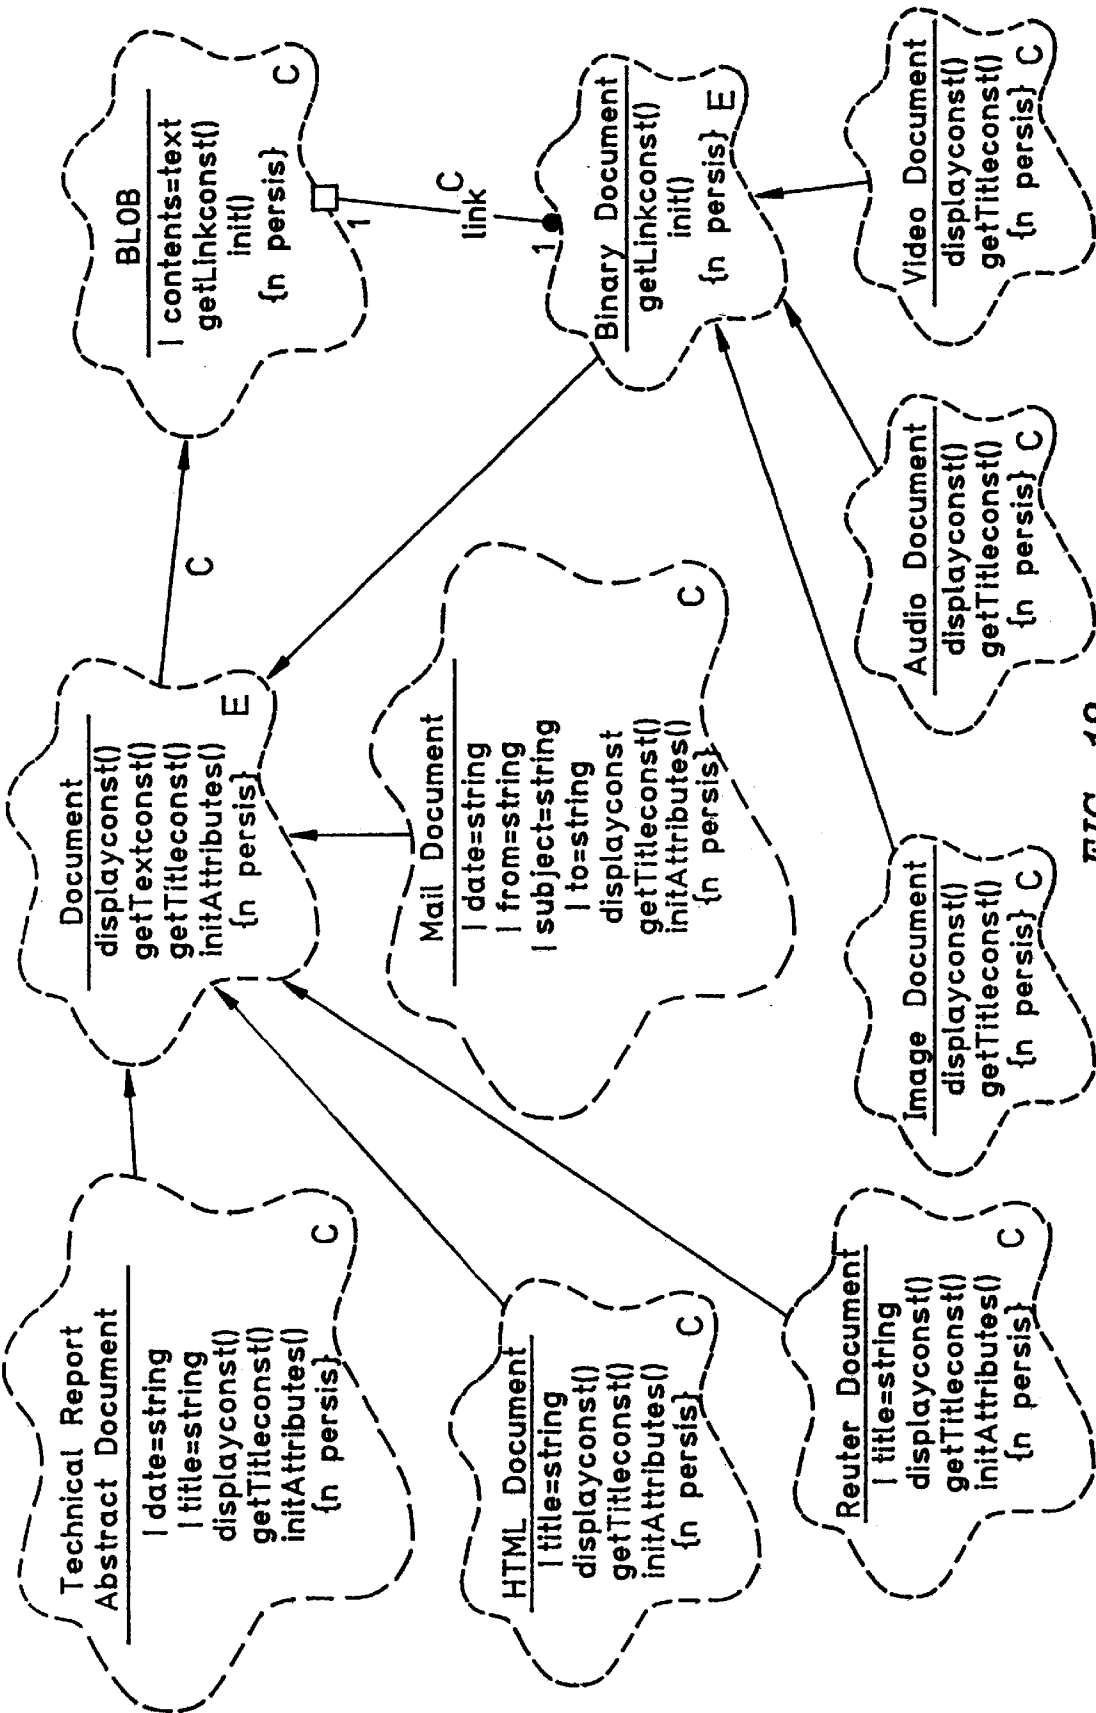 Technical Report
Abstract Document
| date=string
| title=string
displayconst()
getTitleconst()
initAttributes()
{n persis}
C
Document
displayconst()
getTextconst()
getTitleconst()
initAttributes()
{n persis}
E
C
BLOB
| contents=text
getLinkconst()
init()
{n persis}
C
1
C
link
1
HTML Document
| title=string
displayconst()
getTitleconst()
initAttributes()
{n persis}
C
Mail Document
| date=string
| from=string
| subject=string
| to=string
displayconst
getTitleconst()
initAttributes()
{n persis}
C
Binary Document
getLinkconst()
init()
{n persis} E
Reuter Document
| title=string
displayconst()
getTitleconst()
initAttributes()
{n persis}
C
Image Document
displayconst()
getTitleconst()
{n persis} C
Audio Document
displayconst()
getTitleconst()
{n persis} C
Video Document
displayconst()
getTitleconst()
{n persis} C
FIG.